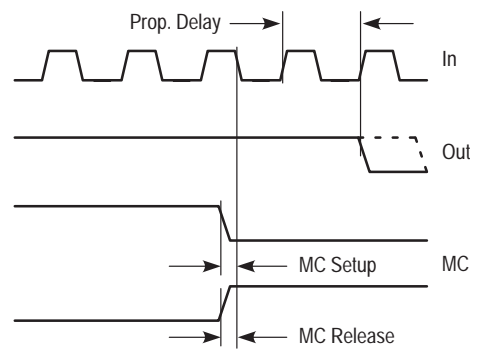 Prop. Delay
In
Out
MC Setup
MC
MC Release